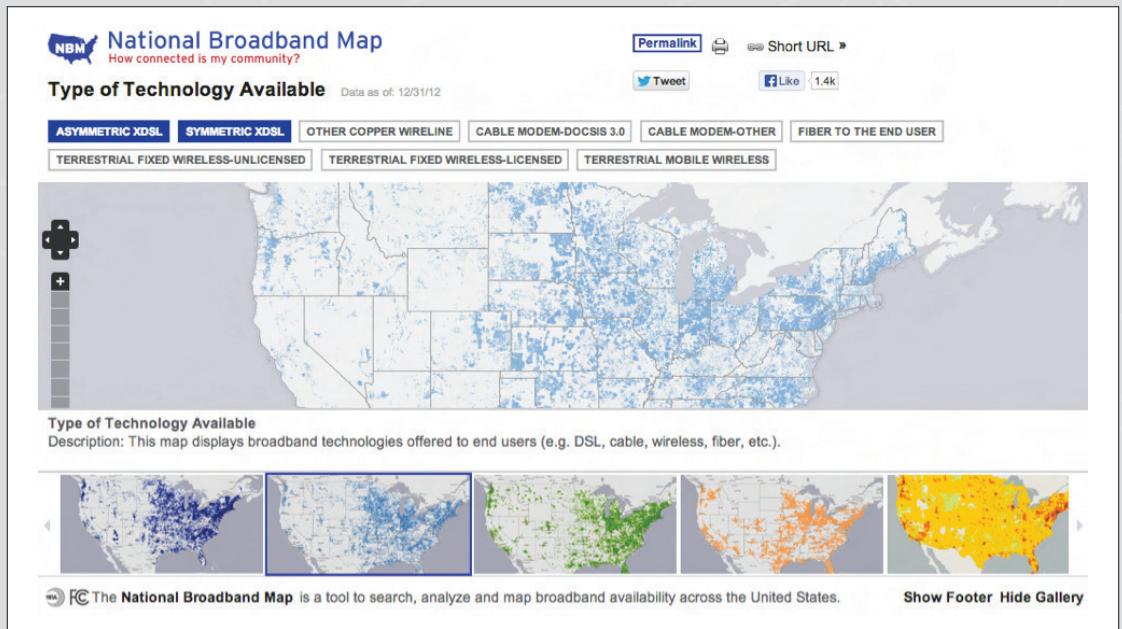 NBM
National Broadband Map
How connected is my community?
Permalink
Short URL »
Type of Technology Available Data as of: 12/31/12
Tweet
Like 1.4k
ASYMMETRIC XDSL SYMMETRIC XDSL OTHER COPPER WIRELINE CABLE MODEM-DOCSIS 3.0 CABLE MODEM-OTHER FIBER TO THE END USER
TERRESTRIAL FIXED WIRELESS-UNLICENSED TERRESTRIAL FIXED WIRELESS-LICENSED TERRESTRIAL MOBILE WIRELESS
Type of Technology Available
Description: This map displays broadband technologies offered to end users (e.g. DSL, cable, wireless, fiber, etc.).
FC The National Broadband Map is a tool to search, analyze and map broadband availability across the United States. Show Footer Hide Gallery